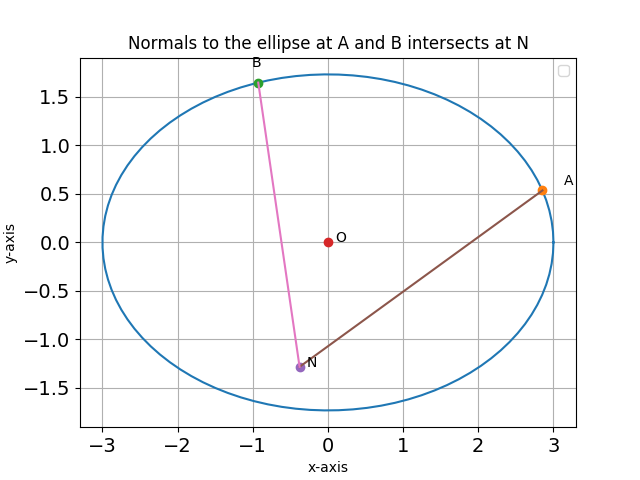 Normals to the ellipse at A and B intersects at N
B
A
O
N
y-axis
1.5
1.0
0.5
0.0
−0.5
−1.0
−1.5
−3
−2
−1
0
1
2
3
x-axis